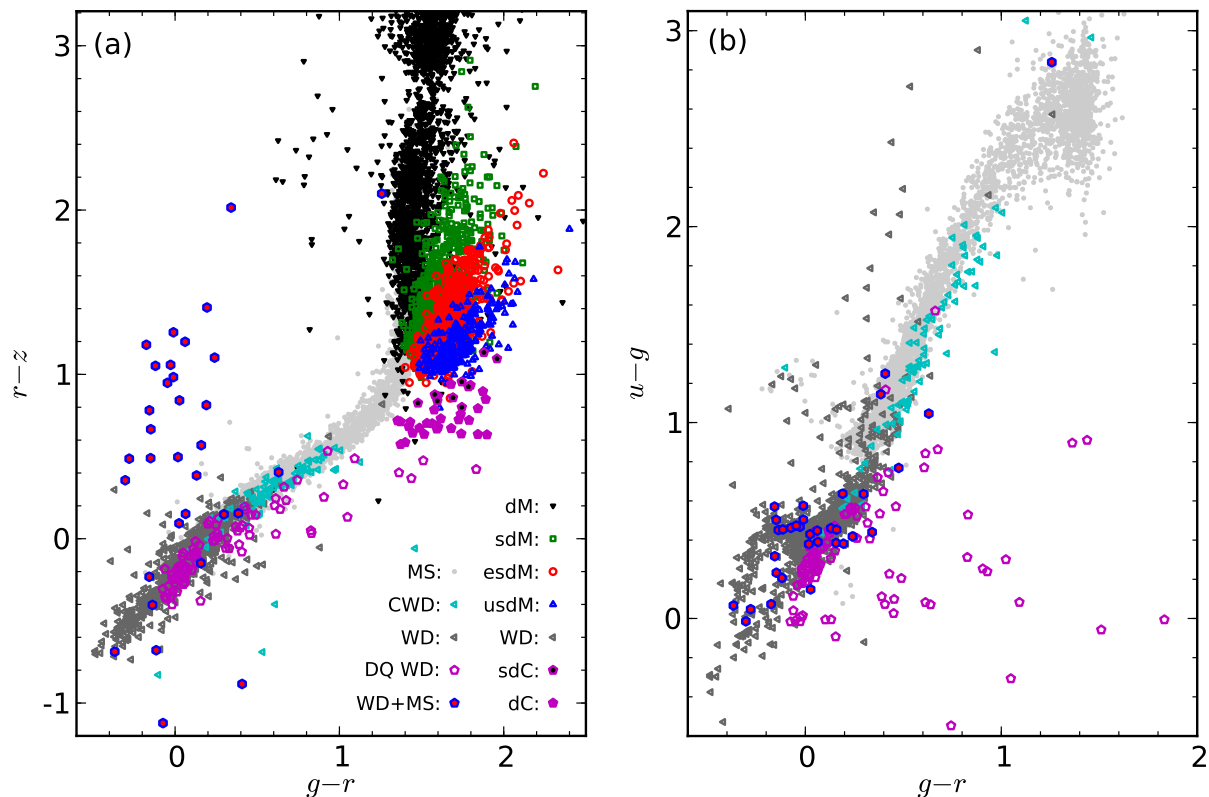 (a)
3
2
1
0
-1
r−z
0
1
2
g−r
dM:
sdM:
MS: esdM:
CWD: usdM:
WD: WD:
DQ WD: sdC:
WD+MS: dC:
(b)
3
2
1
0
u−g
0
1
2
g−r